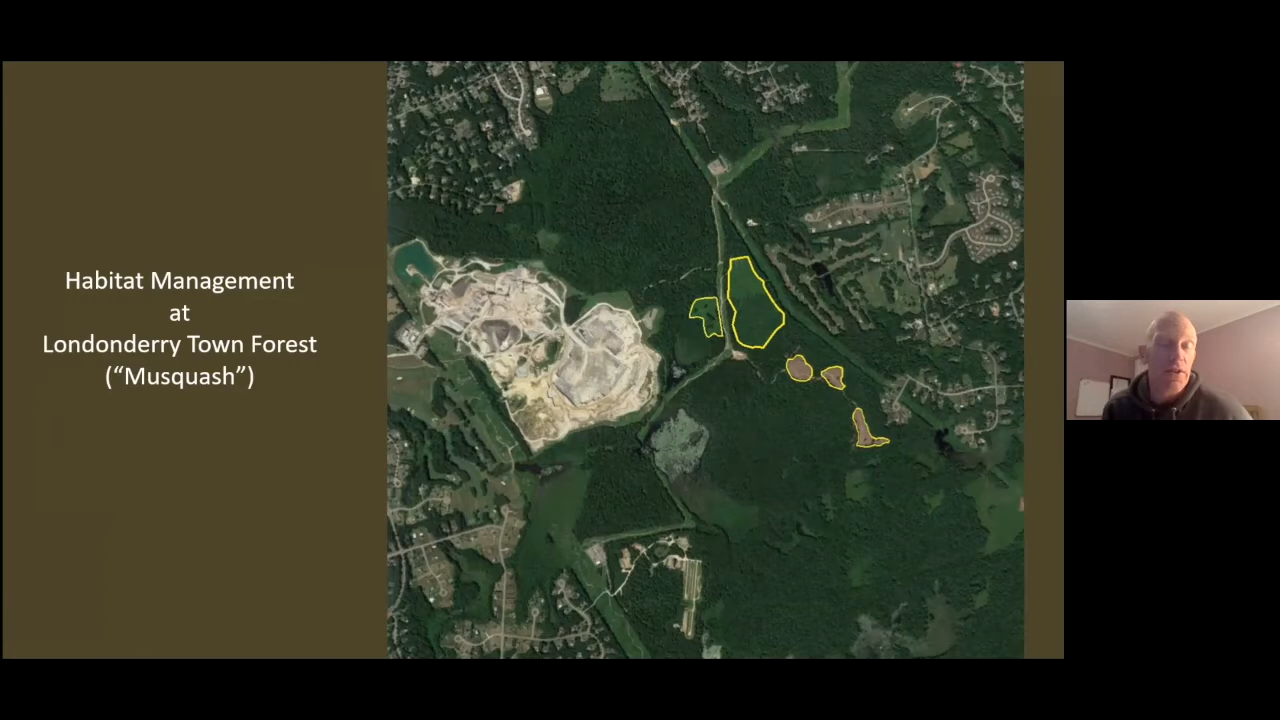 Habitat Management
at
Londonderry Town Forest
(“Musquash”)